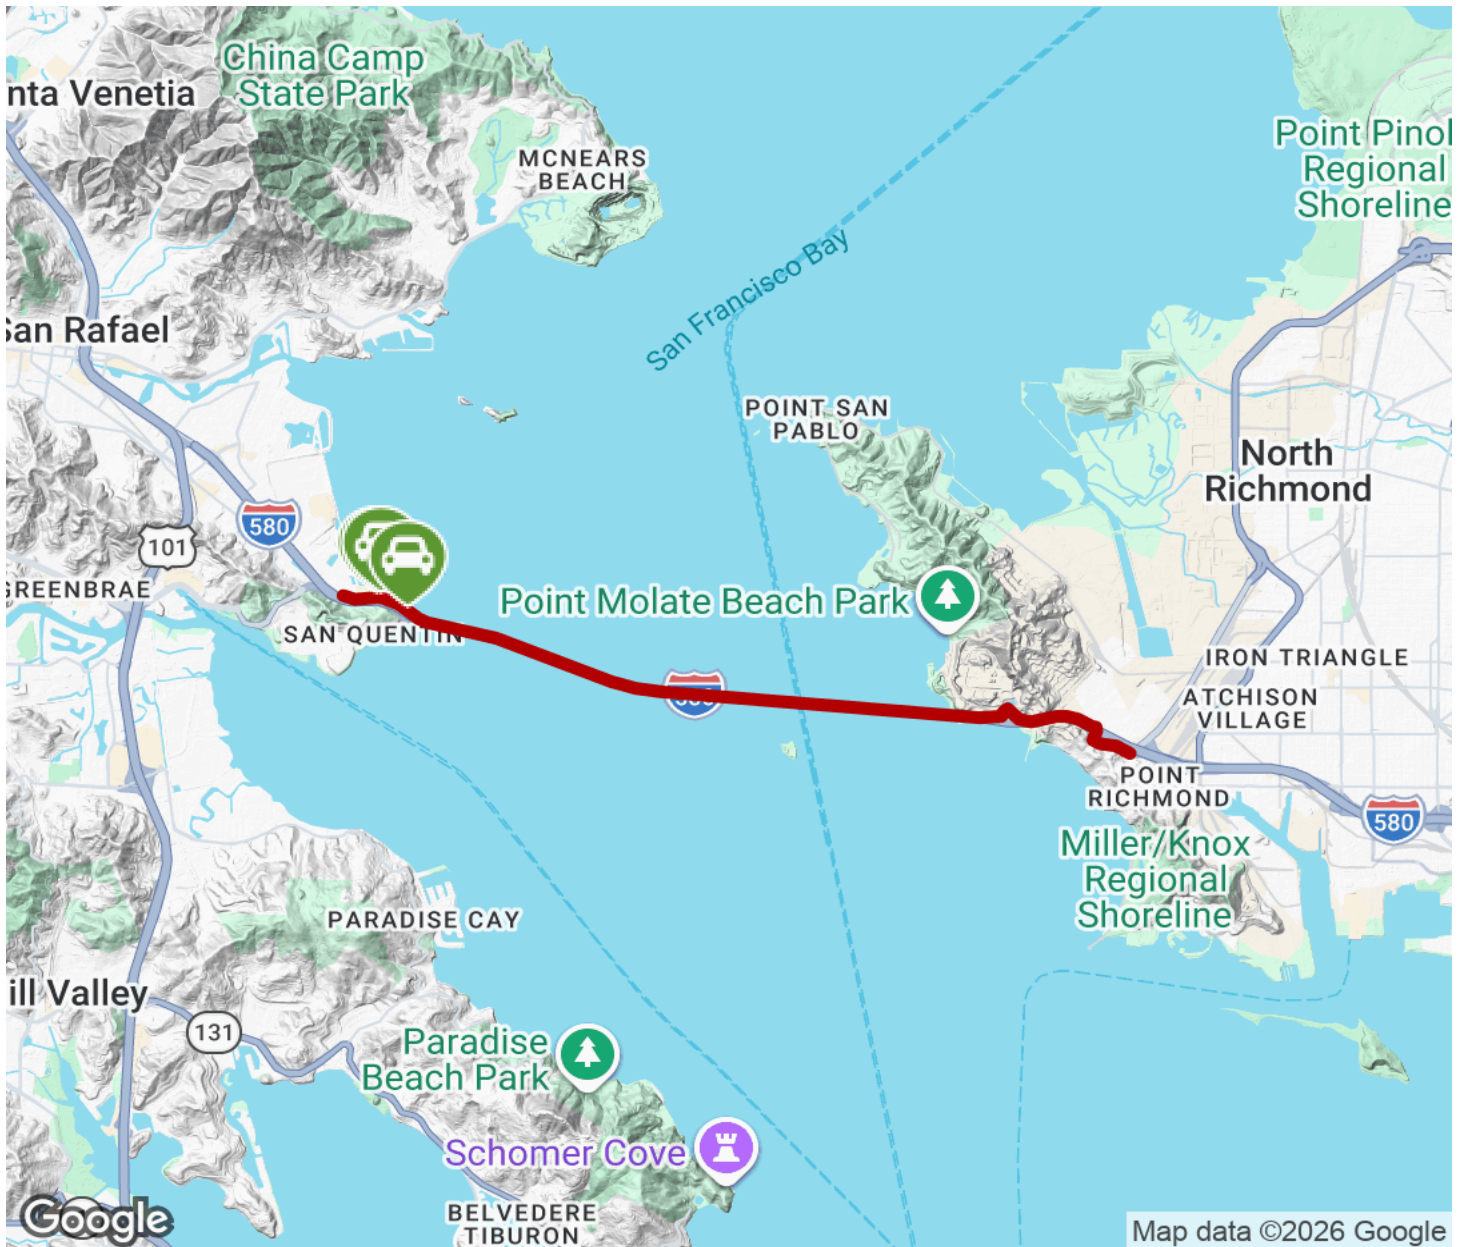 China Camp
State Park
nta Venetia
MCNEARS
BEACH
Point Pinol
Regional
Shoreline
San Francisco Bay
San Rafael
POINT SAN
PABLO
North
Richmond
580
101
GREENBRAE
Point Molate Beach Park
SAN QUENTIN
IRON TRIANGLE
580
ATCHISON
VILLAGE
POINT
RICHMOND
580
Miller/Knox
Regional
Shoreline
PARADISE CAY
ill Valley
131
Paradise
Beach Park
Schomer Cove
BELVEDERE
TIBURON
Google
Map data ©2026 Google